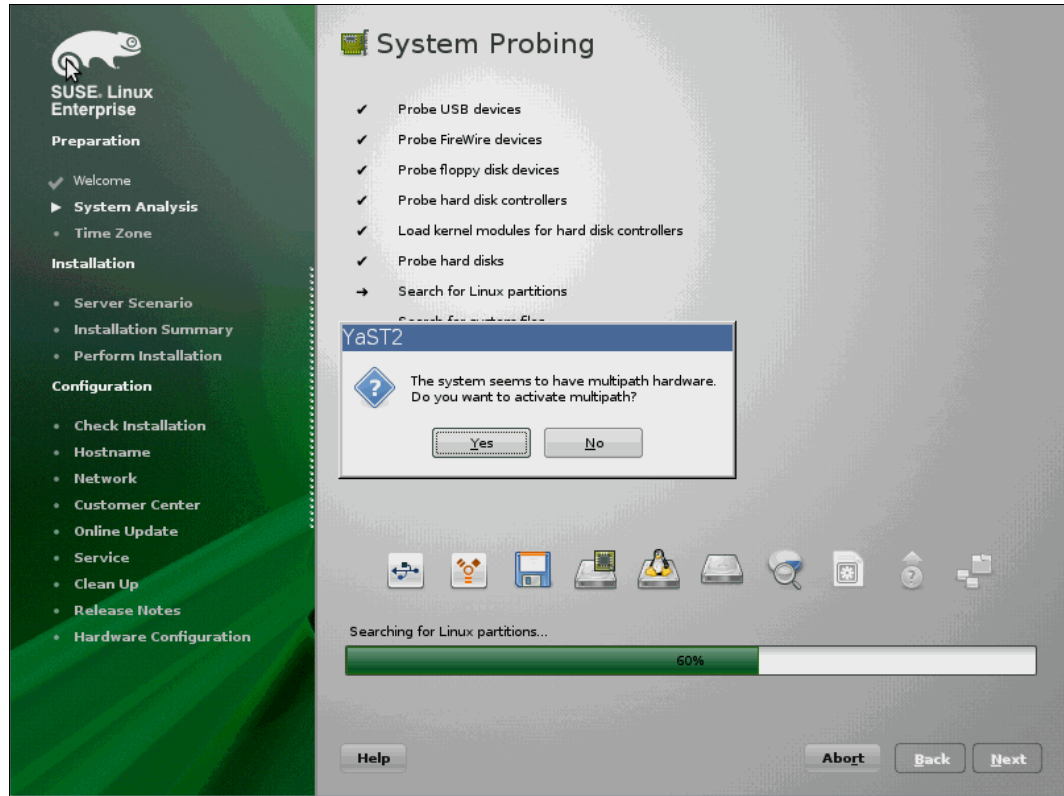 SUSE. Linux
Enterprise
Preparation
Welcome
System Analysis
Time Zone
Installation
Server Scenario
Installation Summary
Perform Installation
Configuration
Check Installation
Hostname
Network
Customer Center
Online Update
Service
Clean Up
Release Notes
Hardware Configuration
System Probing
Probe USB devices
Probe FireWire devices
Probe floppy disk devices
Probe hard disk controllers
Load kernel modules for hard disk controllers
Probe hard disks
Search for Linux partitions
Search for system files
YaST2
The system seems to have multipath hardware.
Do you want to activate multipath?
Yes No
Searching for Linux partitions...
60%
Help Abort Back Next